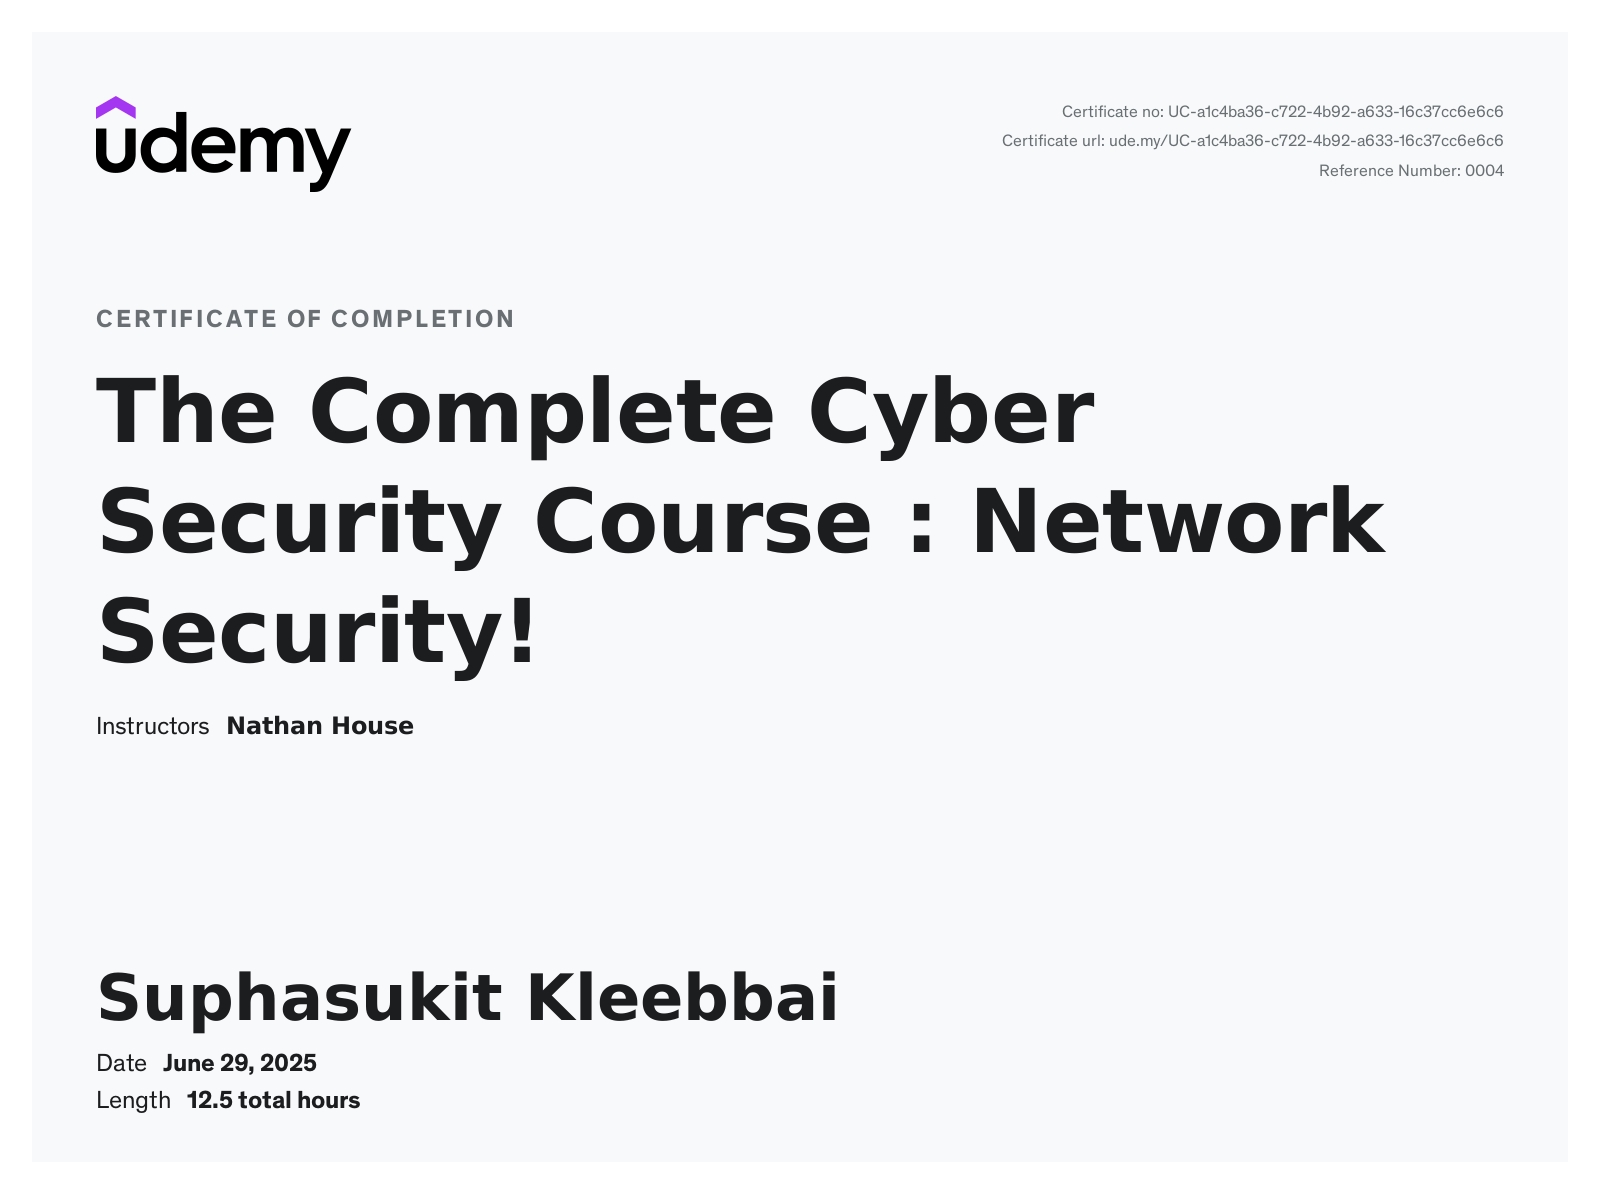 udemy
Certificate no: UC-a1c4ba36-c722-4b92-a633-16c37cc6e6c6
Certificate url: ude.my/UC-a1c4ba36-c722-4b92-a633-16c37cc6e6c6
Reference Number: 0004
CERTIFICATE OF COMPLETION
The Complete Cyber
Security Course : Network
Security!
Instructors Nathan House
Suphasukit Kleebbai
Date June 29, 2025
Length 12.5 total hours